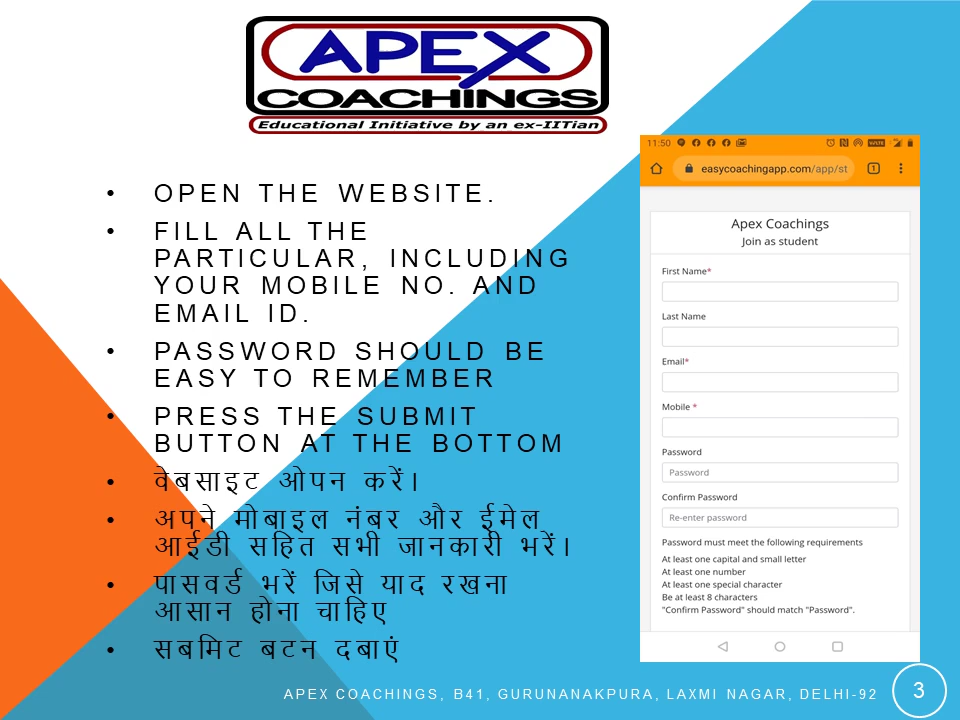 APEX
COACHINGS
Educational Initiative by an ex-IITian
• OPEN THE WEBSITE.
• FILL ALL THE
PARTICULAR, INCLUDING
YOUR MOBILE NO. AND
EMAIL ID.
• PASSWORD SHOULD BE
EASY TO REMEMBER
• PRESS THE SUBMIT
BUTTON AT THE BOTTOM
• वेबसाइट ओपन करें।
• अपने मोबाइल नंबर और ईमेल
आईडी सहित सभी जानकारी भरें।
• पासवर्ड भरें जिसे याद रखना
आसान होना चाहिए
• सबमिट बटन दबाएं
11:50
VoLTE
easycoachingapp.com/app/st
1
Apex Coachings
Join as student
First Name*
Last Name
Email*
Mobile *
Password
Password
Confirm Password
Re-enter password
Password must meet the following requirements
At least one capital and small letter
At least one number
At least one special character
Be at least 8 characters
"Confirm Password" should match "Password".
APEX COACHINGS, B41, GURUNANAKPURA, LAXMI NAGAR, DELHI-92
3